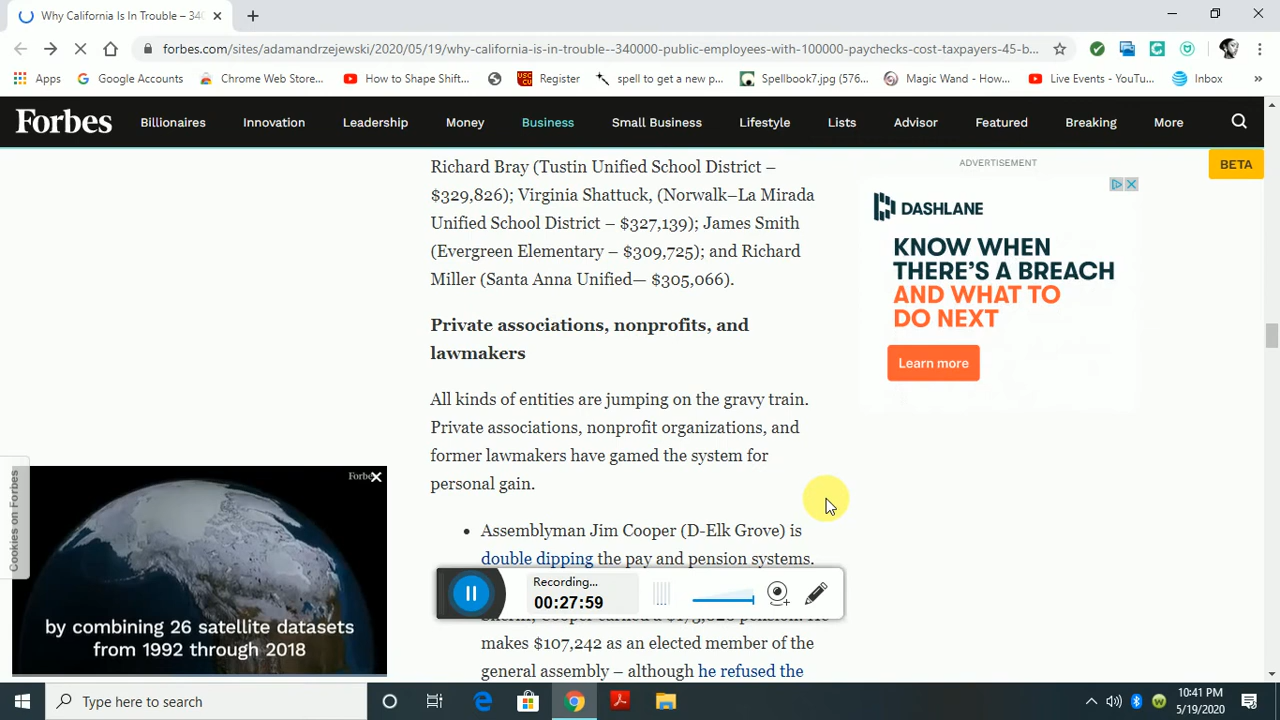 Why California Is In Trouble – 340
forbes.com/sites/adamandrzejewski/2020/05/19/why-california-is-in-trouble--340000-public-employees-with-100000-paychecks-cost-taxpayers-45-b...
Apps
Google Accounts
Chrome Web Store...
How to Shape Shift...
Register
spell to get a new p...
Spellbook7.jpg (576...
Magic Wand - How...
Live Events - YouTu...
Inbox
»
Forbes
Billionaires
Innovation
Leadership
Money
Business
Small Business
Lifestyle
Lists
Advisor
Featured
Breaking
More
BETA
Richard Bray (Tustin Unified School District –
$329,826); Virginia Shattuck, (Norwalk–La Mirada
Unified School District – $327,139); James Smith
(Evergreen Elementary – $309,725); and Richard
Miller (Santa Anna Unified— $305,066).
Private associations, nonprofits, and
lawmakers
All kinds of entities are jumping on the gravy train.
Private associations, nonprofit organizations, and
former lawmakers have gamed the system for
personal gain.
• Assemblyman Jim Cooper (D-Elk Grove) is
double dipping the pay and pension systems.
makes $107,242 as an elected member of the
general assembly – although he refused the
ADVERTISEMENT
DASHLANE
KNOW WHEN
THERE'S A BREACH
AND WHAT TO
DO NEXT
Learn more
Cookies on Forbes
Forbes
by combining 26 satellite datasets
from 1992 through 2018
Recording...
00:27:59
Type here to search
10:41 PM
5/19/2020